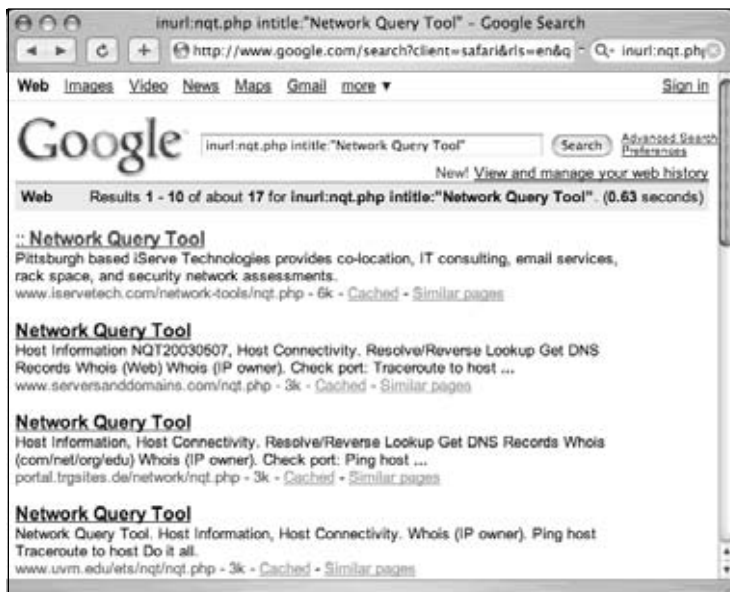 inurl:nqt.php intitle:"Network Query Tool" - Google Search
http://www.google.com/search?client=safari&rls=en&q
inurl:nqt.php
Web Images Video News Maps Gmail more ▼ Sign in
Google inurl:nqt.php intitle:"Network Query Tool" Search Advanced Search
Preferences
New! View and manage your web history
Web Results 1 - 10 of about 17 for inurl:nqt.php intitle:"Network Query Tool". (0.63 seconds)
:: Network Query Tool
Pittsburgh based iServe Technologies provides co-location, IT consulting, email services,
rack space, and security network assessments.
www.iservetech.com/network-tools/nqt.php - 6k - Cached - Similar pages
Network Query Tool
Host Information NQT20030507, Host Connectivity. Resolve/Reverse Lookup Get DNS
Records Whois (Web) Whois (IP owner). Check port: Traceroute to host ...
www.serversanddomains.com/nqt.php - 3k - Cached - Similar pages
Network Query Tool
Host Information, Host Connectivity. Resolve/Reverse Lookup Get DNS Records Whois
(com/net/org/edu) Whois (IP owner). Check port: Ping host ...
portal.trgsites.de/network/nqt.php - 3k - Cached - Similar pages
Network Query Tool
Network Query Tool. Host Information, Host Connectivity. Whois (IP owner). Ping host
Traceroute to host Do it all.
www.uvm.edu/ets/nqt/nqt.php - 3k - Cached - Similar pages